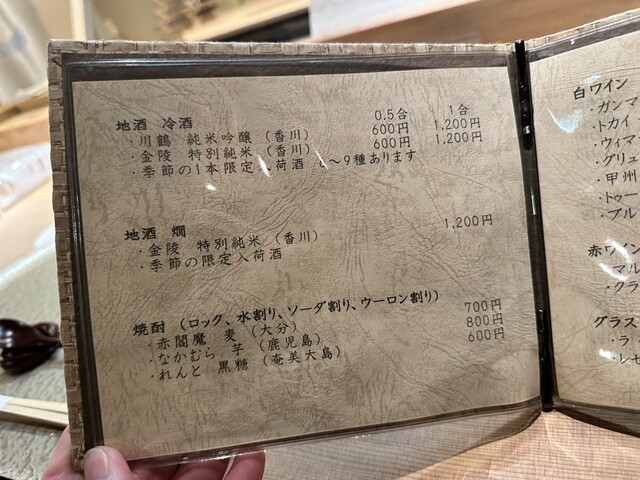 地酒 冷酒 0.5合 1合
・川鶴 純米吟醸(香川) 600円 1,200円
・金陵 特別純米(香川) 600円 1,200円
・季節の1本限定入荷酒 〜9種あります
地酒 燗
・金陵 特別純米(香川) 1,200円
・季節の限定入荷酒
焼酎 (ロック、水割り、ソーダ割り、ウーロン割り)
・赤閻魔 麦 (大分) 700円
・なかむら 芋 (鹿児島) 800円
・れんと 黒糖 (奄美大島) 600円
白ワイン
・ガンマ
・トカイ
・ヴィマ
・グリュ
・甲州
・トゥー
・ブル
赤ワイン
・マル
・クラ
グラス
・ラ
・レゼ